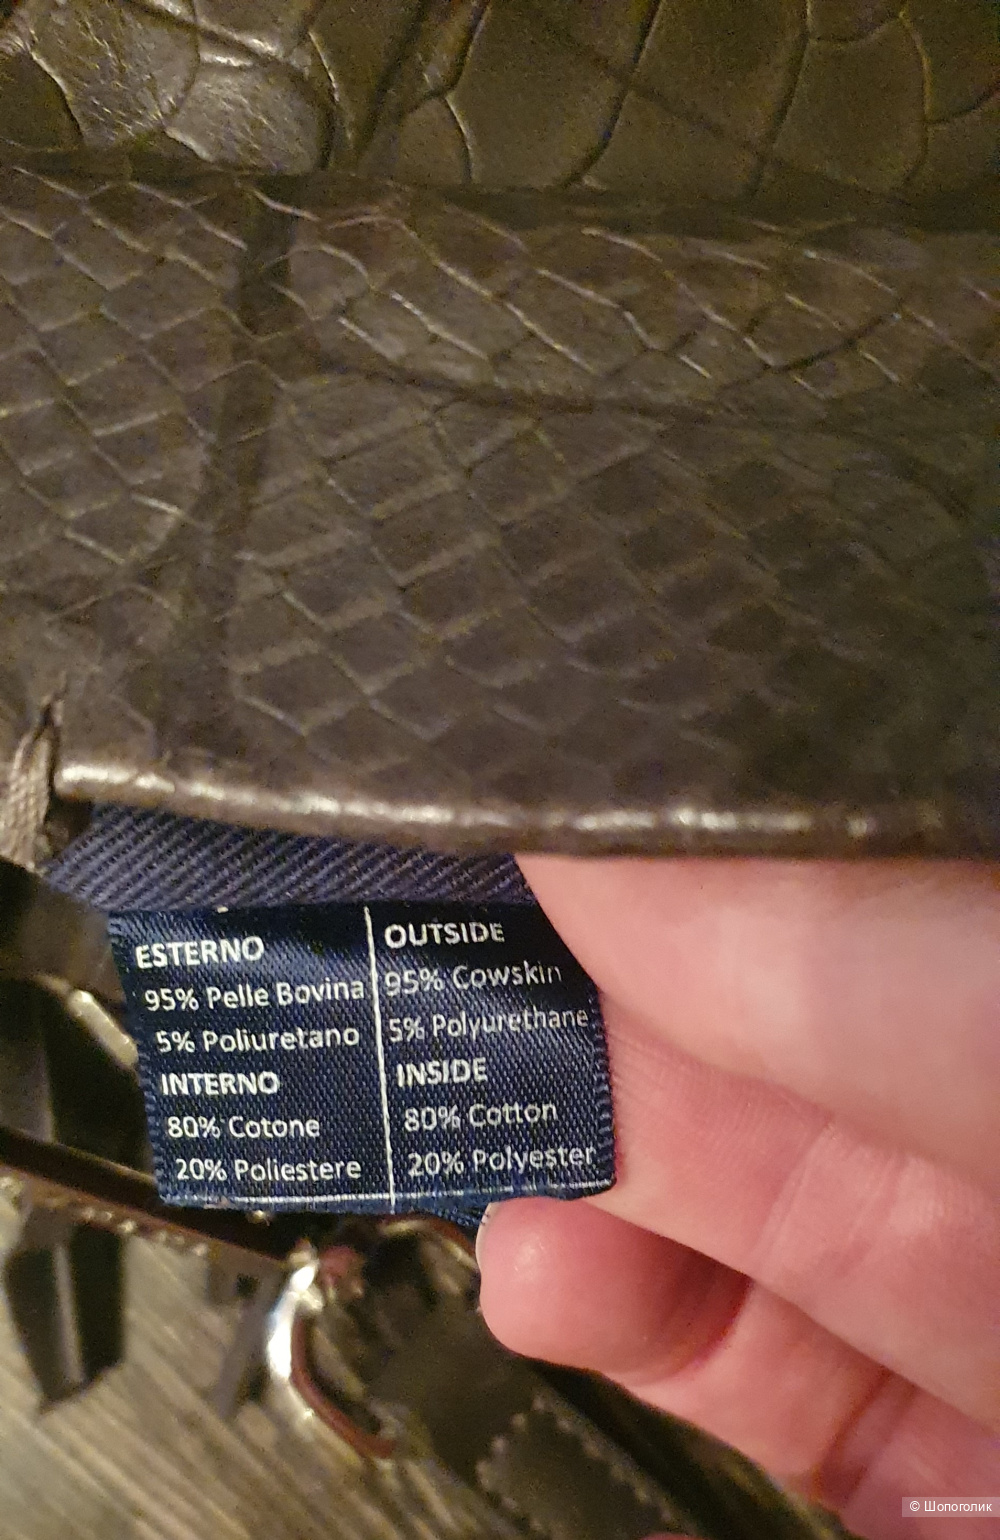 ESTERNO
95% Pelle Bovina
5% Poliuretano
INTERNO
80% Cotone
20% Poliestere
OUTSIDE
95% Cowskin
5% Polyurethane
INSIDE
80% Cotton
20% Polyester
© Шопоголик